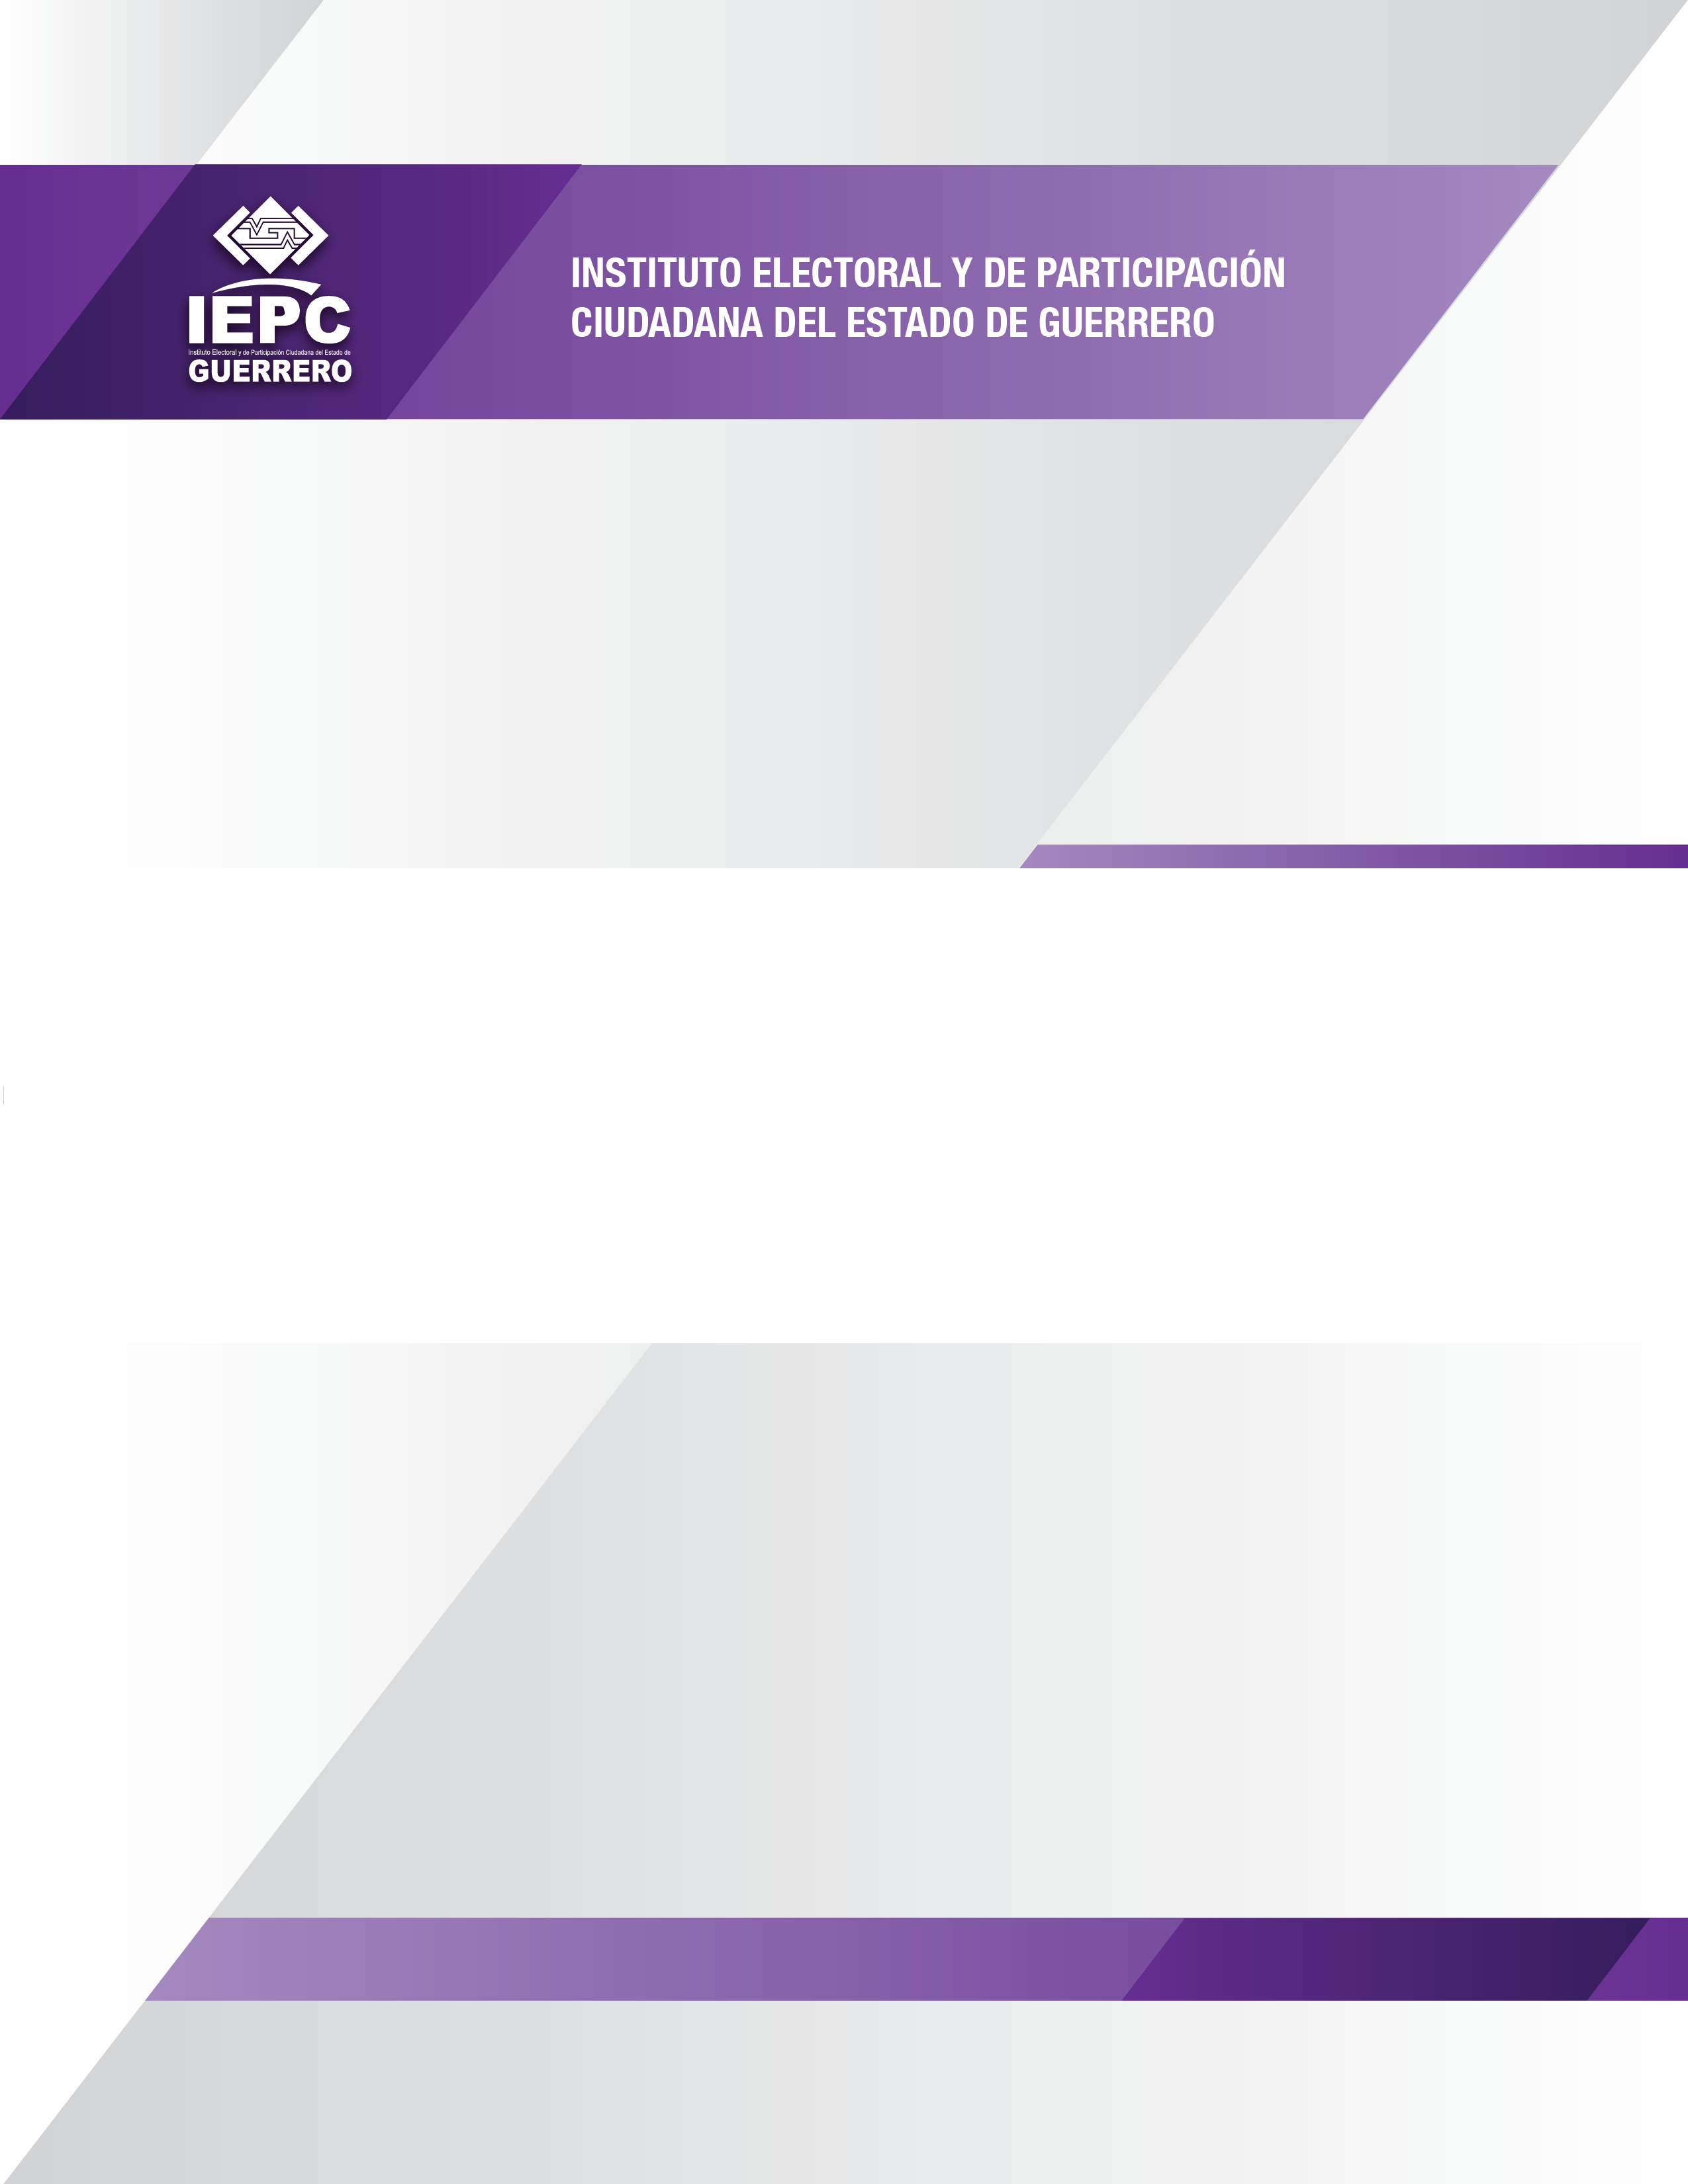 IEPC
Instituto Electoral y de Participación Ciudadana del Estado de
GUERRERO
INSTITUTO ELECTORAL Y DE PARTICIPACIÓN
CIUDADANA DEL ESTADO DE GUERRERO